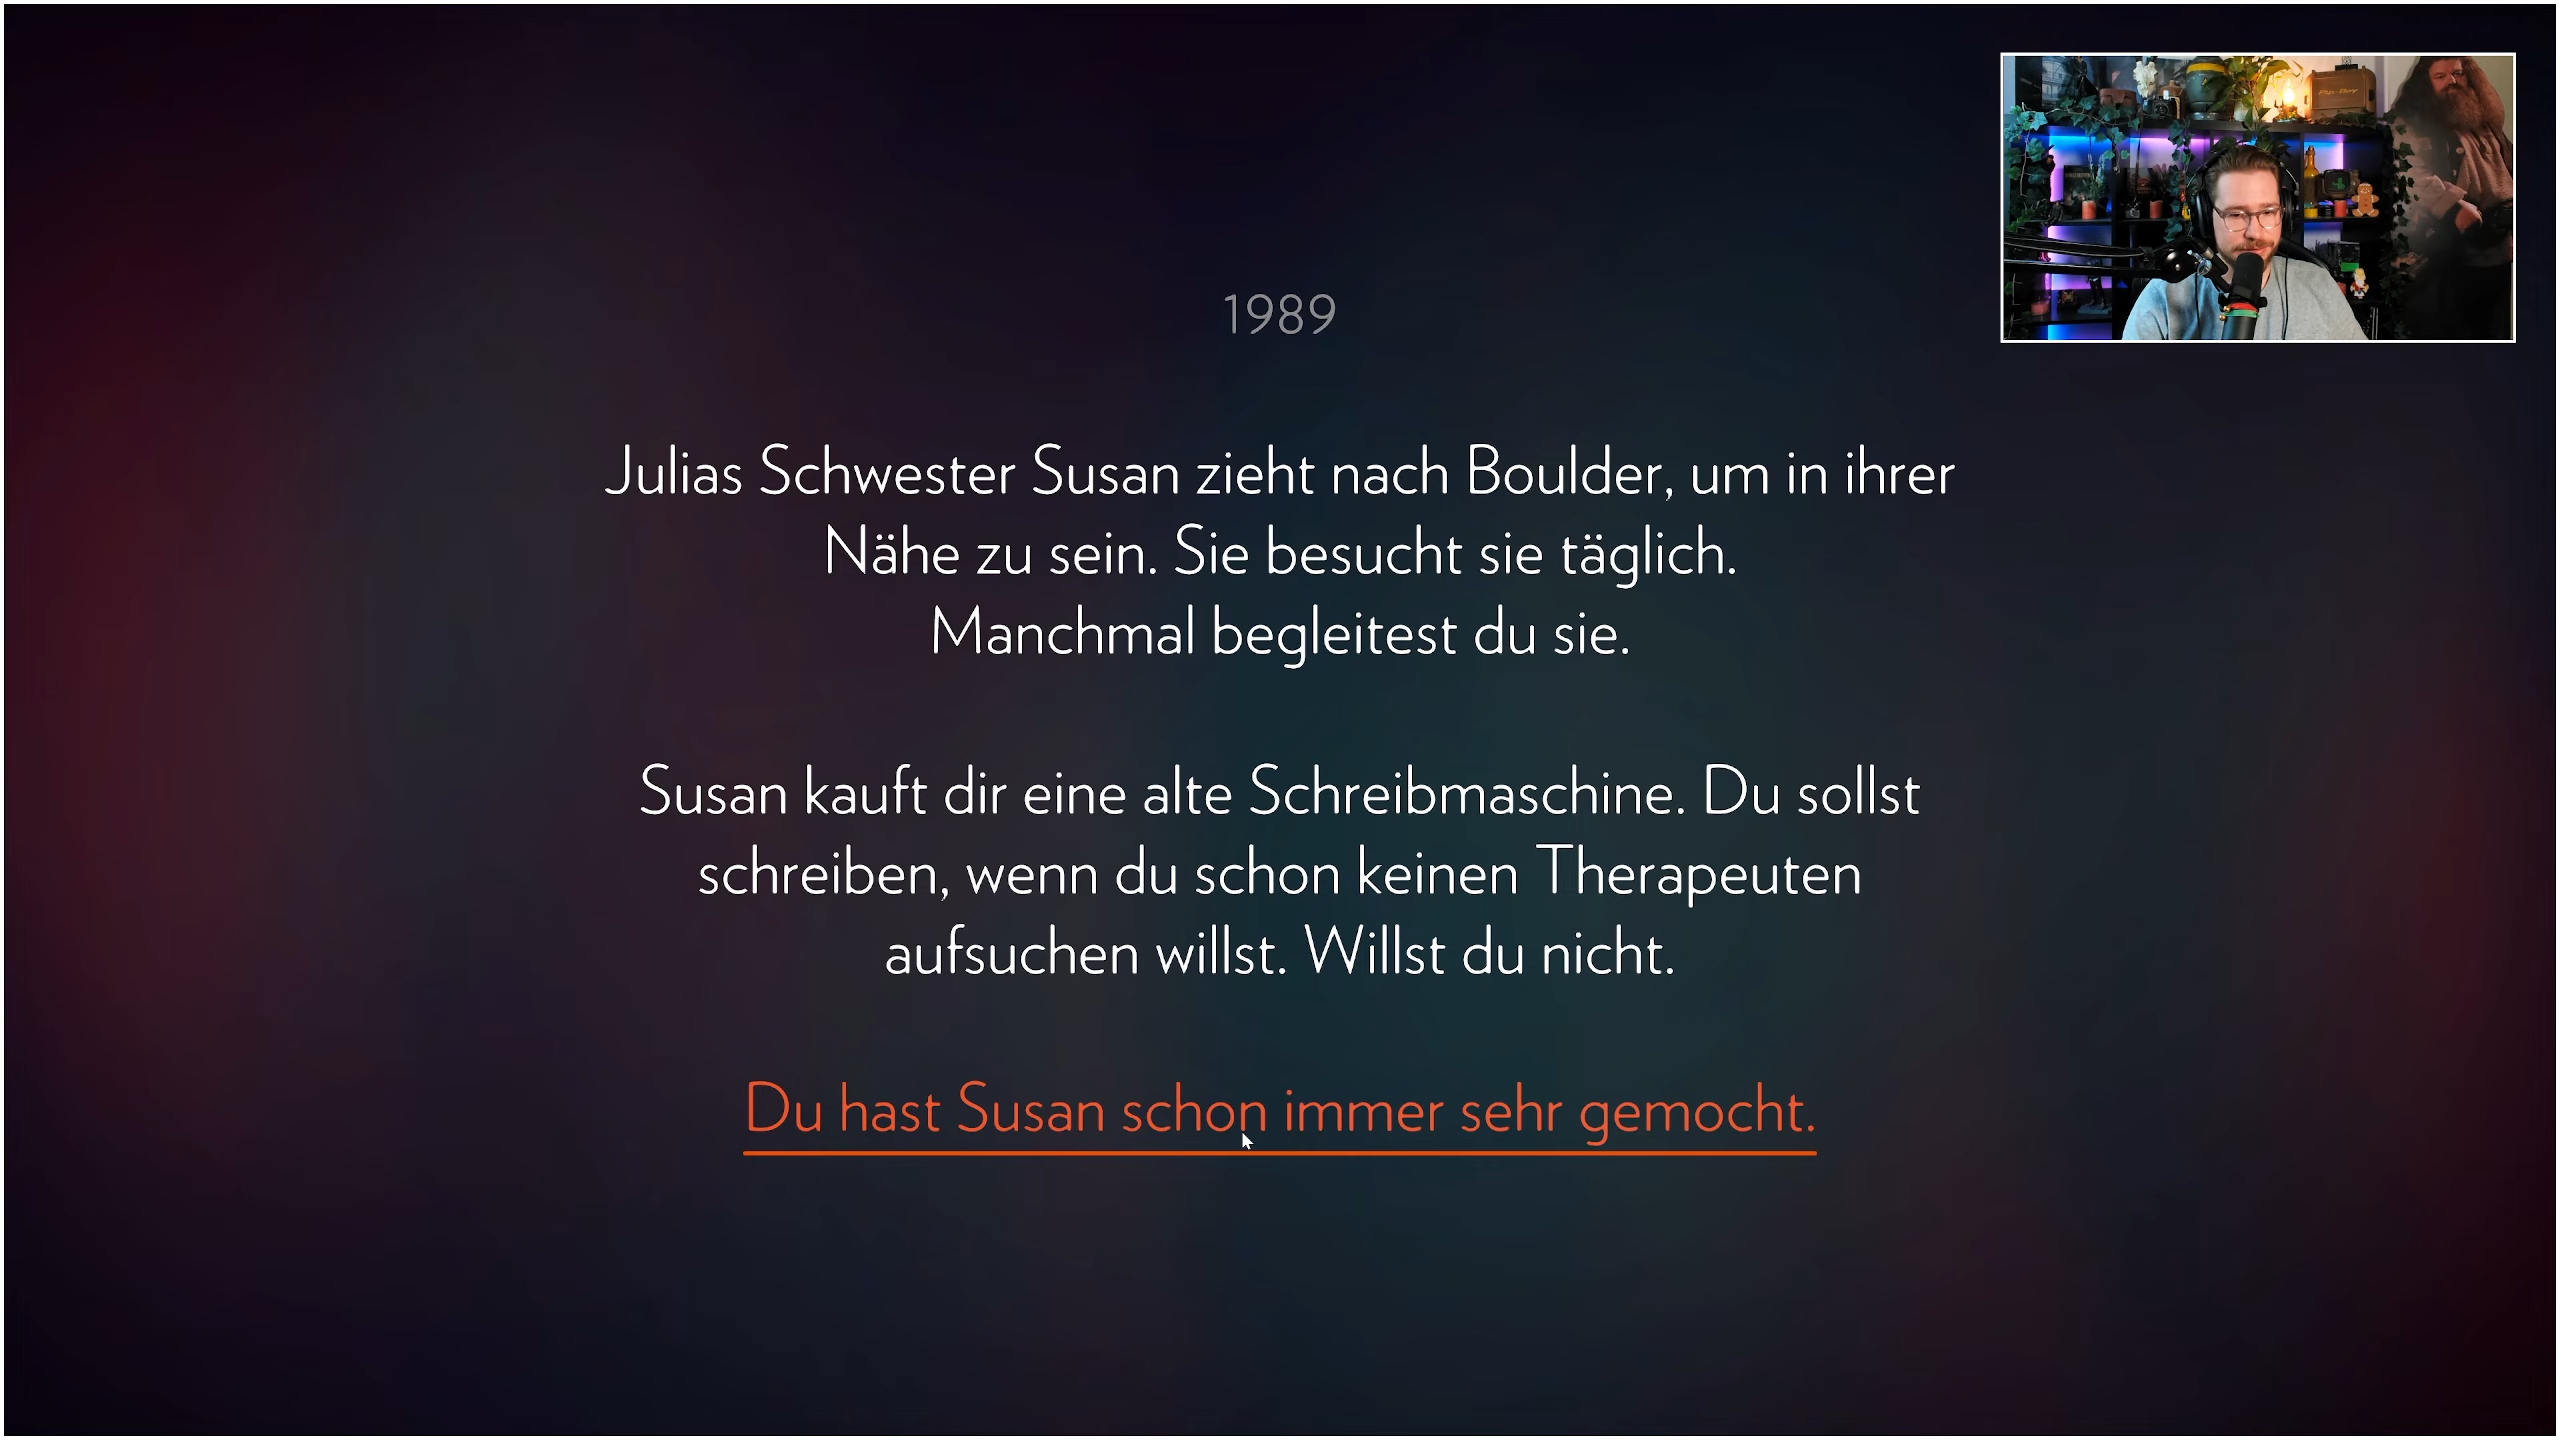 1989
Julias Schwester Susan zieht nach Boulder, um in ihrer
Nähe zu sein. Sie besucht sie täglich.
Manchmal begleitest du sie.
Susan kauft dir eine alte Schreibmaschine. Du sollst
schreiben, wenn du schon keinen Therapeuten
aufsuchen willst. Willst du nicht.
Du hast Susan schon immer sehr gemocht.
Pip-Boy